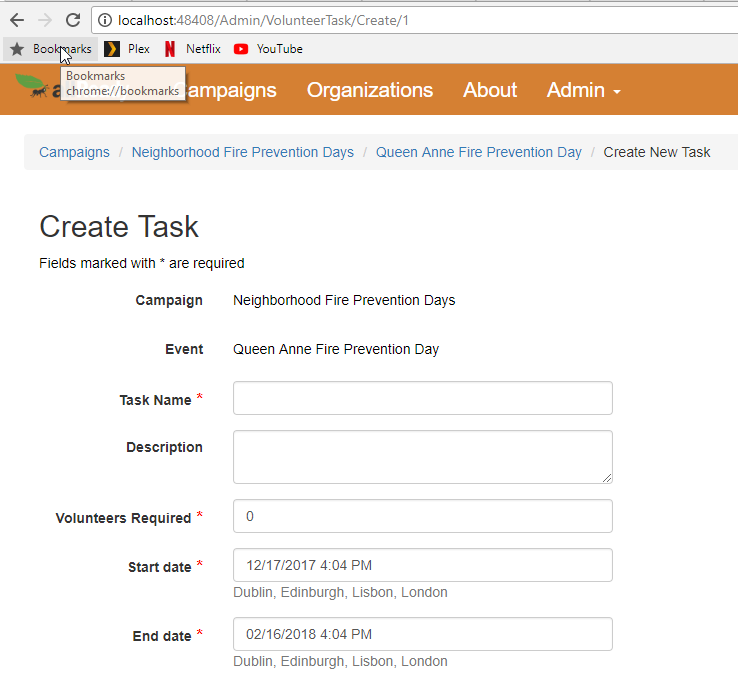 localhost:48408/Admin/VolunteerTask/Create/1
Bookmarks Plex Netflix YouTube
Bookmarks
chrome://bookmarks
ampaigns Organizations About Admin
Campaigns / Neighborhood Fire Prevention Days / Queen Anne Fire Prevention Day / Create New Task
Create Task
Fields marked with * are required
Campaign Neighborhood Fire Prevention Days
Event Queen Anne Fire Prevention Day
Task Name *
Description
Volunteers Required * 0
Start date * 12/17/2017 4:04 PM
Dublin, Edinburgh, Lisbon, London
End date * 02/16/2018 4:04 PM
Dublin, Edinburgh, Lisbon, London